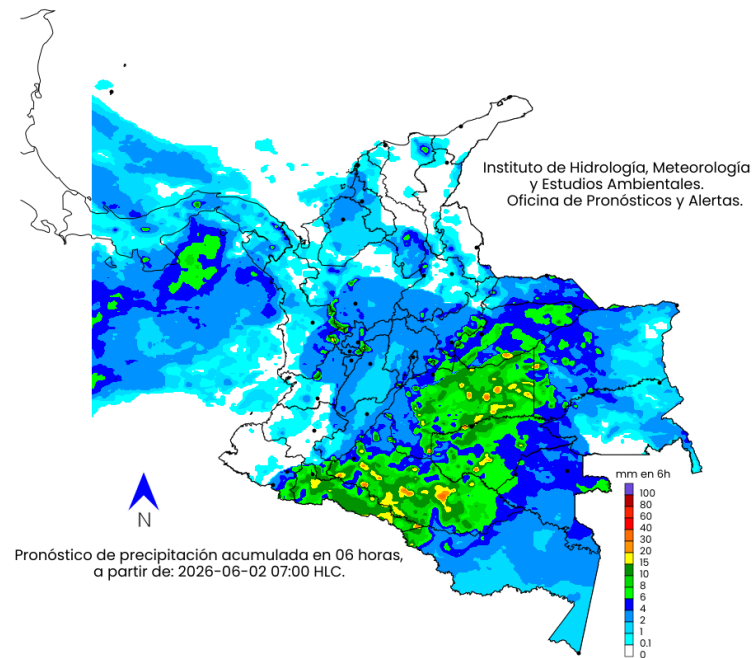 Instituto de Hidrología, Meteorología
y Estudios Ambientales.
Oficina de Pronósticos y Alertas.
mm en 6h
100
80
60
40
30
20
15
10
8
6
4
2
1
0.1
0
N
Pronóstico de precipitación acumulada en 06 horas,
a partir de: 2026-06-02 07:00 HLC.